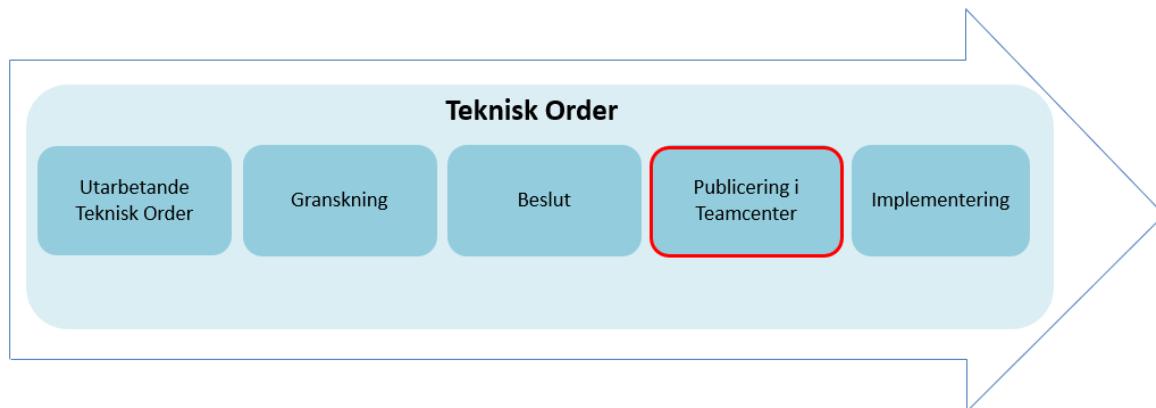 Teknisk Order
Utarbetande
Teknisk Order
Granskning
Beslut
Publicering i
Teamcenter
Implementering